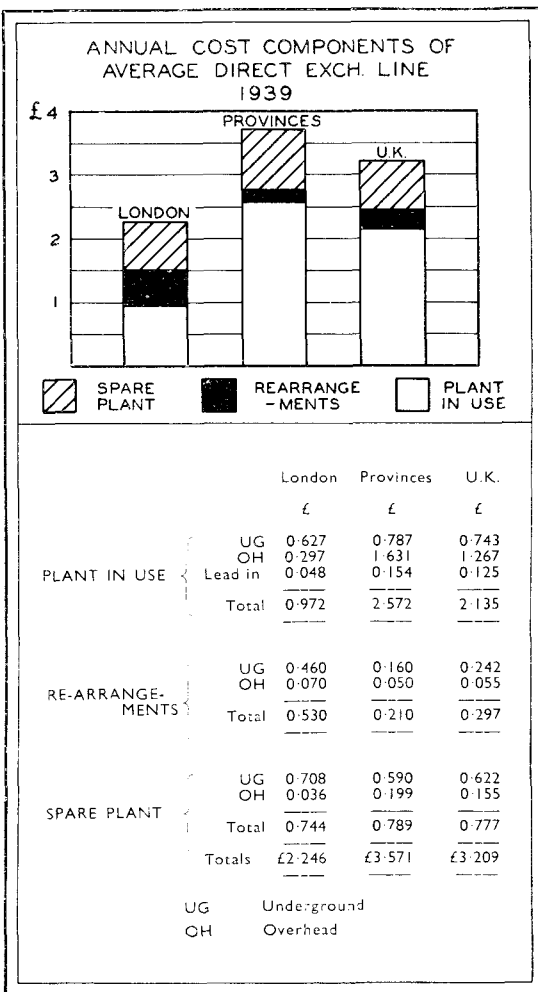 ANNUAL COST COMPONENTS OF
AVERAGE DIRECT EXCH. LINE
1939
£4
PROVINCES
U.K.
3
LONDON
2
1
SPARE PLANT
REARRANGE -MENTS
PLANT IN USE
London Provinces U.K.
£ £ £
UG 0·627 0·787 0·743
OH 0·297 1·631 1·267
PLANT IN USE Lead in 0·048 0·154 0·125
Total 0·972 2·572 2·135
UG 0·460 0·160 0·242
RE-ARRANGE- OH 0·070 0·050 0·055
MENTS Total 0·530 0·210 0·297
UG 0·708 0·590 0·622
OH 0·036 0·199 0·155
SPARE PLANT
Total 0·744 0·789 0·777
Totals £2·246 £3·571 £3·209
UG Underground
OH Overhead